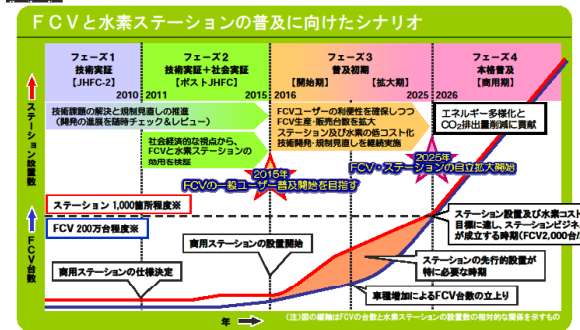 FCVと水素ステーションの普及に向けたシナリオ
フェーズ1
技術実証
【JHFC-2】
2010
フェーズ2
技術実証+社会実証
【ポストJHFC】
2011
2015
フェーズ3
普及初期
【開始期】
【拡大期】
2016
2025
フェーズ4
本格普及
【商用期】
2026
技術課題の解決と規制見直しの推進
(開発の進展を随時チェック&レビュー)
社会経済的な視点から、
FCVと水素ステーションの
効用を検証
FCVユーザーの利便性を確保しつつ
FCV生産・販売台数を拡大
ステーション及び水素の低コスト化
技術開発・規制見直しを継続実施
エネルギー多様化と
CO₂排出量削減に貢献
2015年
FCVの一般ユーザー普及開始を目指す
2025年
FCV・ステーションの自立拡大開始
ステーション設置数
FCV台数
ステーション 1,000箇所程度※
FCV 200万台程度※
商用ステーションの仕様決定
商用ステーションの設置開始
ステーション設置及び水素コスト
目標に達し、ステーションビジネ
が成立する時期(FCV2,000台/
ステーションの先行的設置が
特に必要な時期
車種増加によるFCV台数の立上り
年
(注)図の縦軸はFCVの台数と水素ステーションの設置数の相対的な関係を示すもの